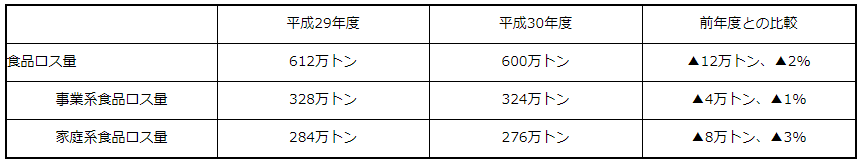 平成29年度 平成30年度 前年度との比較
食品ロス量 612万トン 600万トン ▲12万トン、▲2%
事業系食品ロス量 328万トン 324万トン ▲4万トン、▲1%
家庭系食品ロス量 284万トン 276万トン ▲8万トン、▲3%